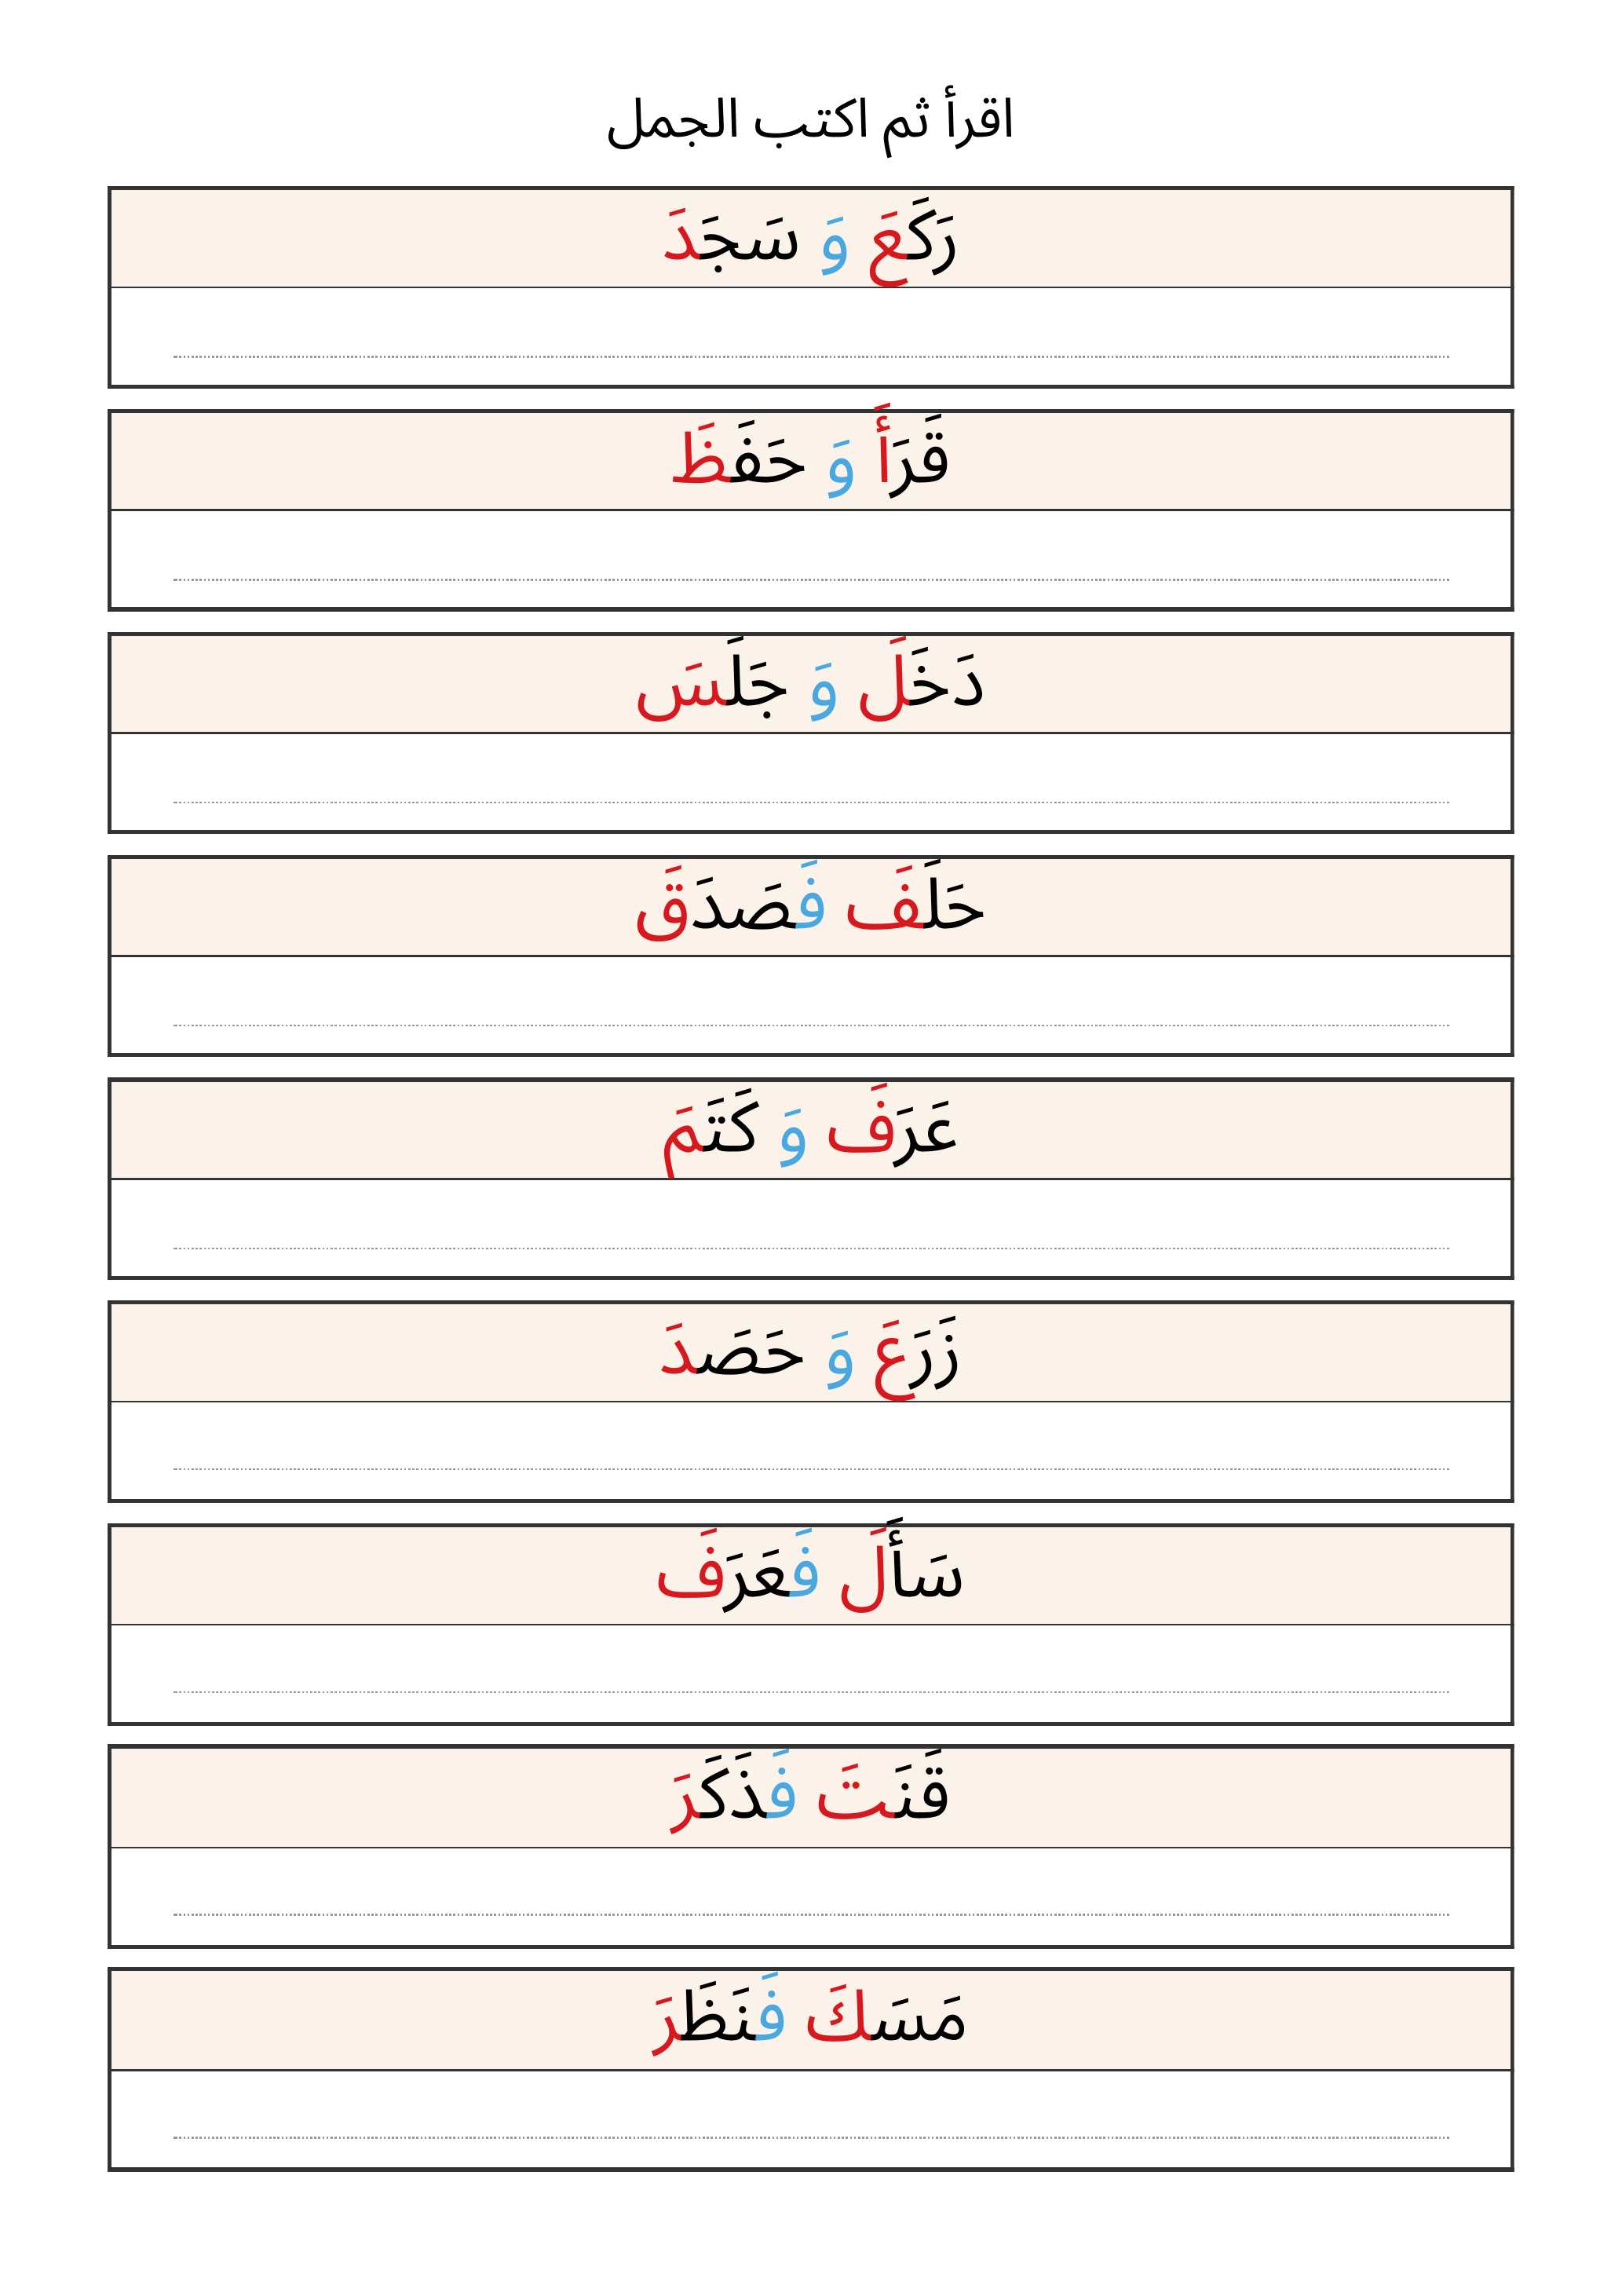 اقرأ ثم اكتب الجمل
رَكَعَ وَ سَجَدَ
قَرَأَ وَ حَفَظَ
دَخَلَ وَ جَلَسَ
حَلَفَ فَصَدَقَ
عَرَفَ وَ كَتَمَ
زَرَعَ وَ حَصَدَ
سَأَلَ فَعَرَفَ
قَنَتَ فَذَكَرَ
مَسَكَ فَنَظَرَ